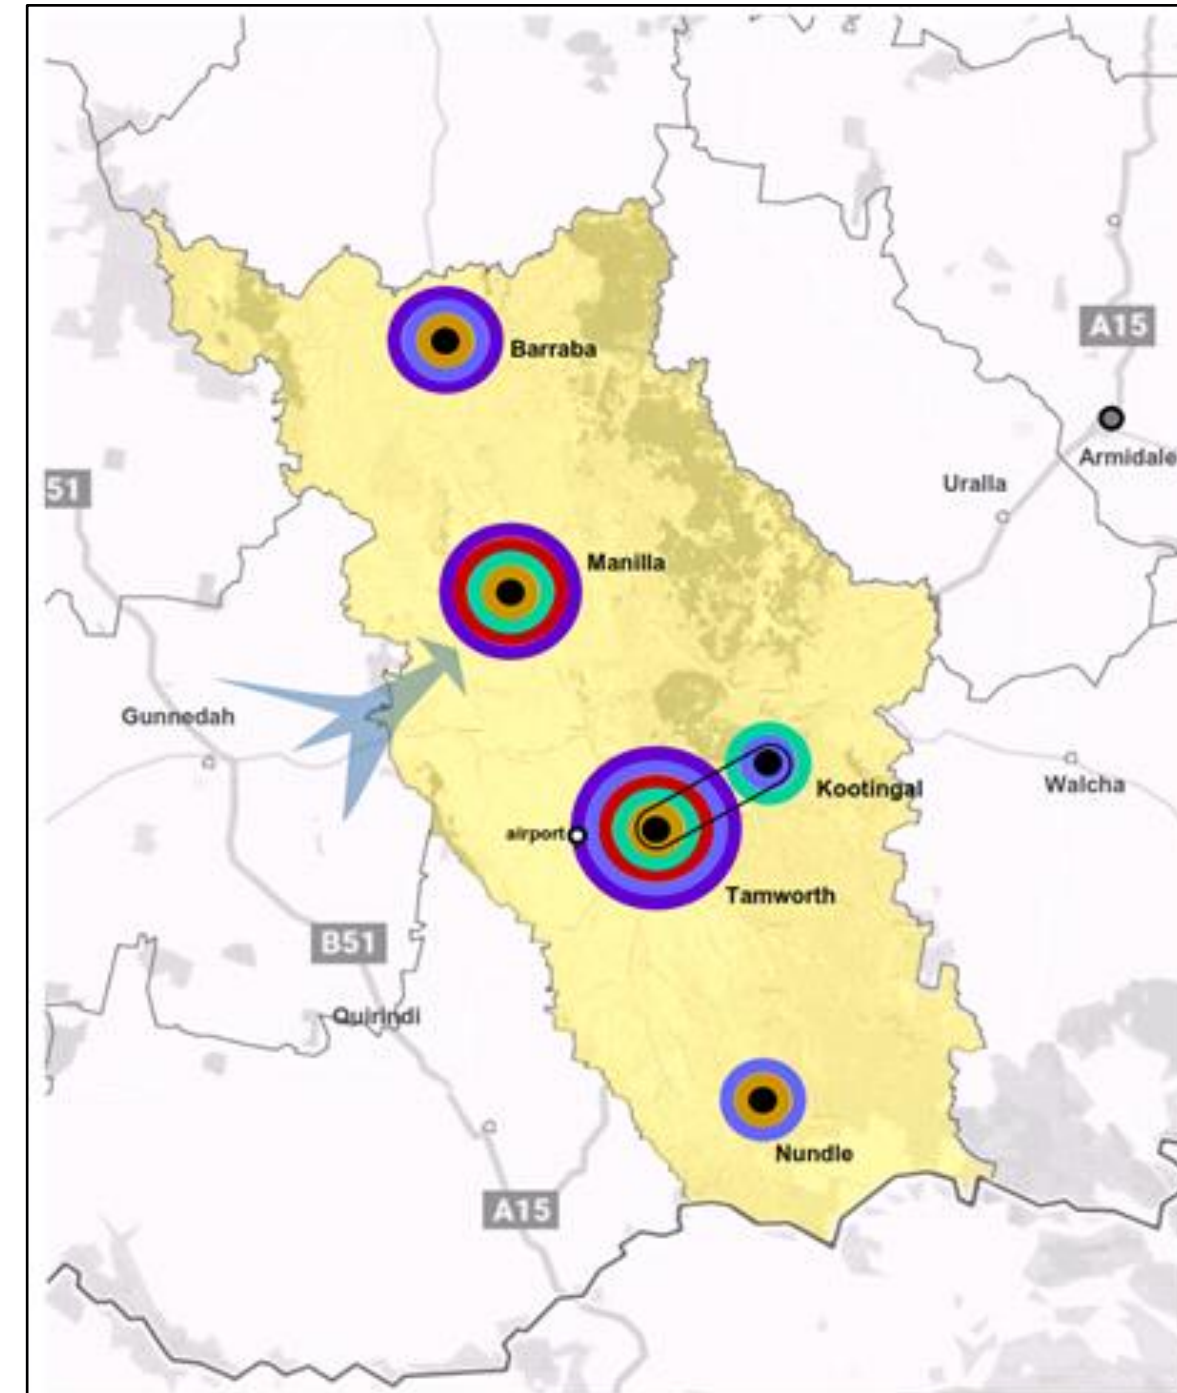 A15
Barraba
Armidale
51
Uralla
Manilla
Gunnedah
Walcha
Kootingal
airport
Tamworth
B51
Quirindi
Nundle
A15